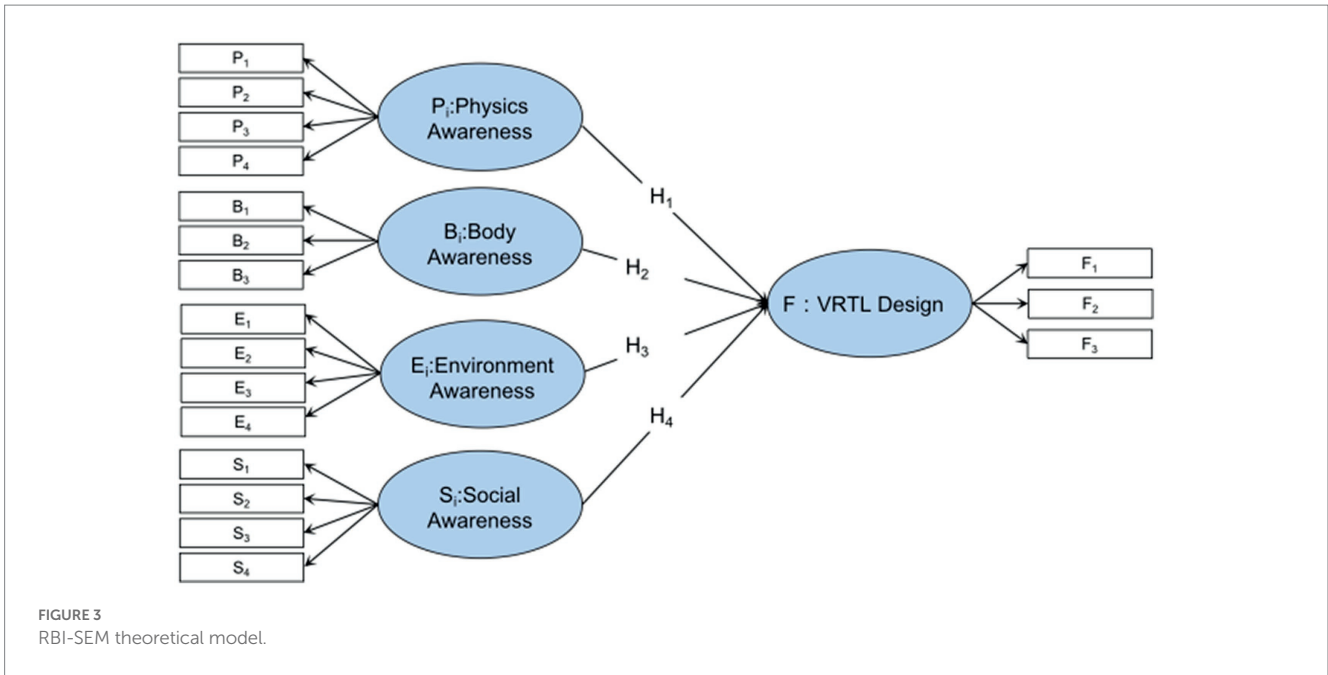 P₁
P₂
P₃
P₄
Pᵢ:Physics
Awareness
H₁
B₁
B₂
B₃
Bᵢ:Body
Awareness
H₂
E₁
E₂
E₃
E₄
Eᵢ:Environment
Awareness
H₃
S₁
S₂
S₃
S₄
Sᵢ:Social
Awareness
H₄
F : VRTL Design
F₁
F₂
F₃
FIGURE 3
RBI-SEM theoretical model.